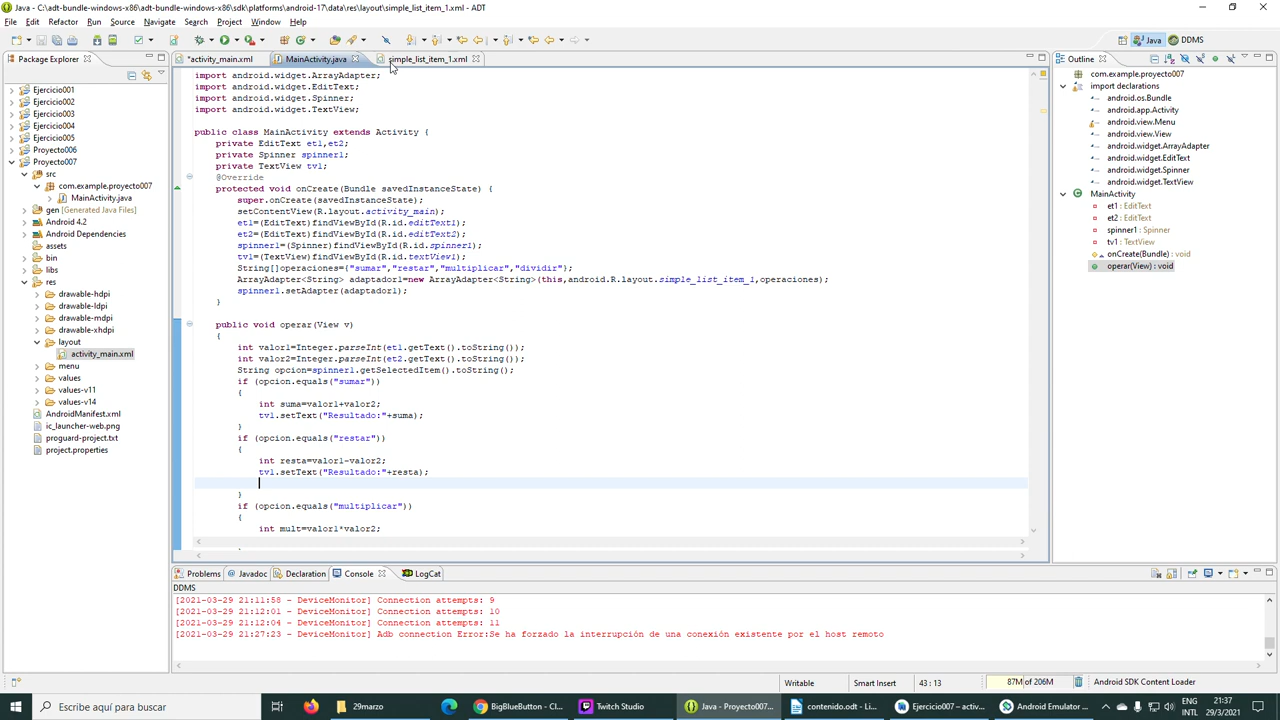 Java - C:\adt-bundle-windows-x86\adt-bundle-windows-x86\sdk\platforms\android-17\data\res\layout\simple_list_item_1.xml - ADT
File Edit Refactor Run Source Navigate Search Project Window Help
Java DDMS
Package Explorer
Ejercicio001
Ejercicio002
Ejercicio003
Ejercicio004
Ejercicio005
Proyecto006
Proyecto007
src
com.example.proyecto007
MainActivity.java
gen [Generated Java Files]
Android 4.2
Android Dependencies
assets
bin
libs
res
drawable-hdpi
drawable-ldpi
drawable-mdpi
drawable-xhdpi
layout
activity_main.xml
menu
values
values-v11
values-v14
AndroidManifest.xml
ic_launcher-web.png
proguard-project.txt
project.properties
*activity_main.xml MainActivity.java simple_list_item_1.xml
import android.widget.ArrayAdapter;
import android.widget.EditText;
import android.widget.Spinner;
import android.widget.TextView;
public class MainActivity extends Activity {
private EditText et1,et2;
private Spinner spinner1;
private TextView tv1;
@Override
protected void onCreate(Bundle savedInstanceState) {
super.onCreate(savedInstanceState);
setContentView(R.layout.activity_main);
et1=(EditText)findViewById(R.id.editText1);
et2=(EditText)findViewById(R.id.editText2);
spinner1=(Spinner)findViewById(R.id.spinner1);
tv1=(TextView)findViewById(R.id.textView1);
String[]operaciones={"sumar","restar","multiplicar","dividir"};
ArrayAdapter<String> adaptador1=new ArrayAdapter<String>(this,android.R.layout.simple_list_item_1,operaciones);
spinner1.setAdapter(adaptador1);
}
public void operar(View v)
{
int valor1=Integer.parseInt(et1.getText().toString());
int valor2=Integer.parseInt(et2.getText().toString());
String opcion=spinner1.getSelectedItem().toString();
if (opcion.equals("sumar"))
{
int suma=valor1+valor2;
tv1.setText("Resultado:"+suma);
}
if (opcion.equals("restar"))
{
int resta=valor1-valor2;
tv1.setText("Resultado:"+resta);
}
if (opcion.equals("multiplicar"))
{
int mult=valor1*valor2;
Outline
com.example.proyecto007
import declarations
android.os.Bundle
android.app.Activity
android.view.Menu
android.view.View
android.widget.ArrayAdapter
android.widget.EditText
android.widget.Spinner
android.widget.TextView
MainActivity
et1 : EditText
et2 : EditText
spinner1 : Spinner
tv1 : TextView
onCreate(Bundle) : void
operar(View) : void
Problems Javadoc Declaration Console LogCat
DDMS
[2021-03-29 21:11:58 - DeviceMonitor] Connection attempts: 9
[2021-03-29 21:12:01 - DeviceMonitor] Connection attempts: 10
[2021-03-29 21:12:04 - DeviceMonitor] Connection attempts: 11
[2021-03-29 21:27:23 - DeviceMonitor] Adb connection Error:Se ha forzado la interrupción de una conexión existente por el host remoto
Writable Smart Insert 43 : 13 87M of 206M Android SDK Content Loader
Escribe aquí para buscar 29marzo BigBlueButton - Cl... Twitch Studio Java - Proyecto007... contenido.odt - Li... Ejercicio007 – activ... Android Emulator ... INTL ES 21:37 29/3/2021